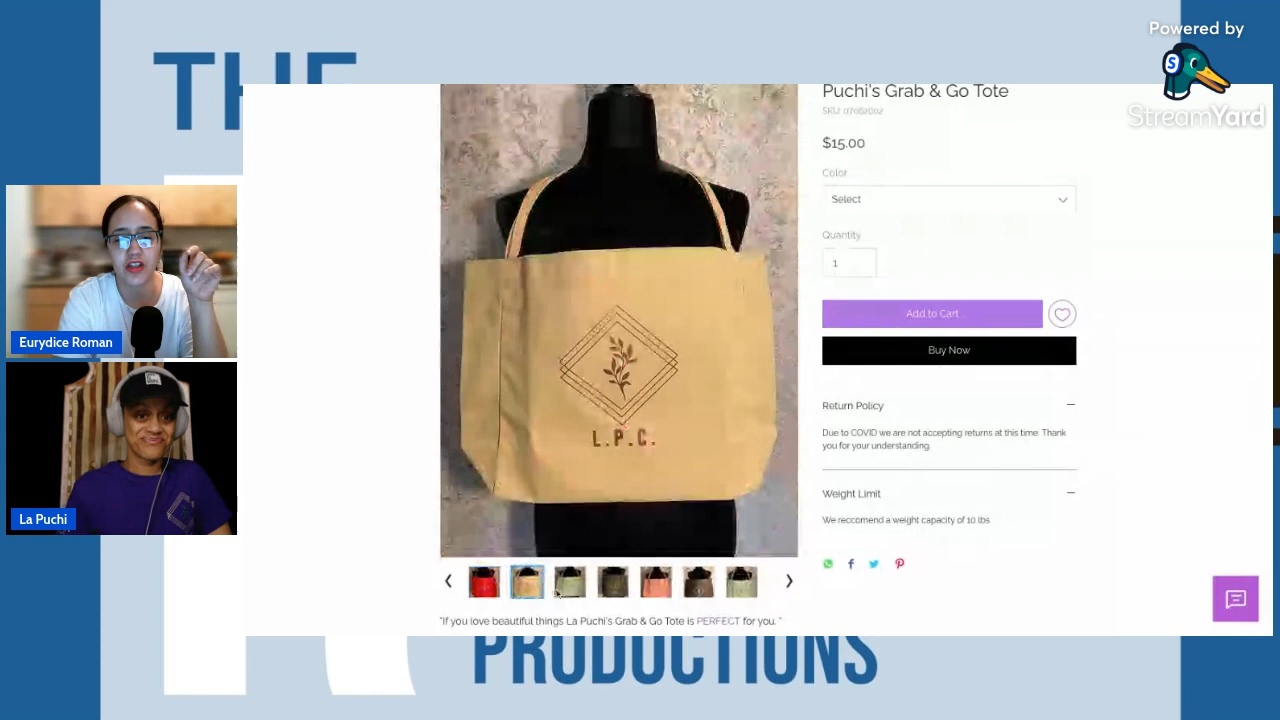 THE
Powered by
StreamYard
Puchi's Grab & Go Tote
$15.00
Color
Select
Quantity
1
Add to Cart
Buy Now
Return Policy
Due to COVID we are not accepting returns at this time. Thank
you for your understanding.
Weight Limit
We reccomend a weight capacity of 10 lbs
L.P.C.
"If you love beautiful things La Puchi's Grab & Go Tote is PERFECT for you. "
Eurydice Roman
La Puchi
PRODUCTIONS